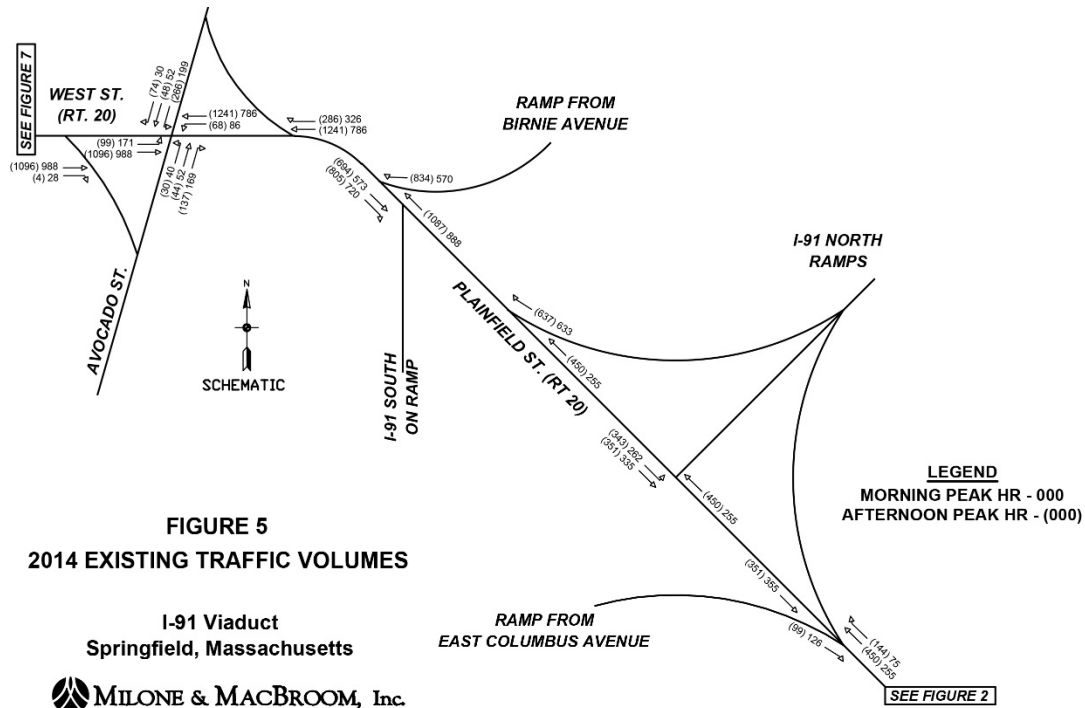 SEE FIGURE 7
WEST ST.
(RT. 20)
(74) 30
(48) 52
(286) 199
(1241) 786
(68) 86
(99) 171
(1096) 988
(1096) 988
(4) 28
(30) 40
(44) 52
(137) 169
(286) 326
(1241) 786
RAMP FROM
BIRNIE AVENUE
(834) 570
(694) 573
(805) 720
(1087) 888
AVOCADO ST.
N
SCHEMATIC
I-91 SOUTH
ON RAMP
PLAINFIELD ST. (RT 20)
I-91 NORTH
RAMPS
(637) 633
(450) 255
(343) 262
(351) 335
(450) 255
LEGEND
MORNING PEAK HR - 000
AFTERNOON PEAK HR - (000)
(351) 355
RAMP FROM
EAST COLUMBUS AVENUE
(99) 126
(144) 75
(450) 255
SEE FIGURE 2
FIGURE 5
2014 EXISTING TRAFFIC VOLUMES
I-91 Viaduct
Springfield, Massachusetts
MILONE & MACBROOM, Inc.